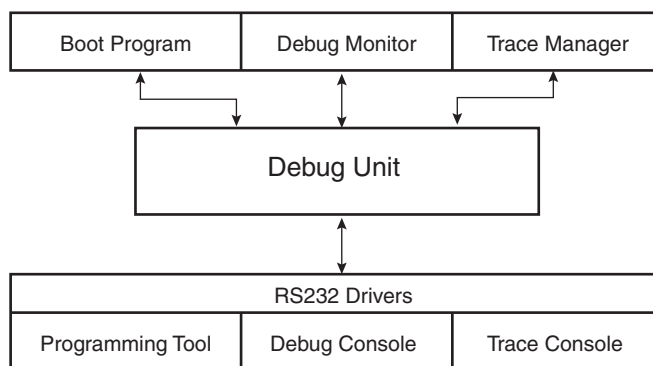 Boot Program
Debug Monitor
Trace Manager
Debug Unit
RS232 Drivers
Programming Tool
Debug Console
Trace Console